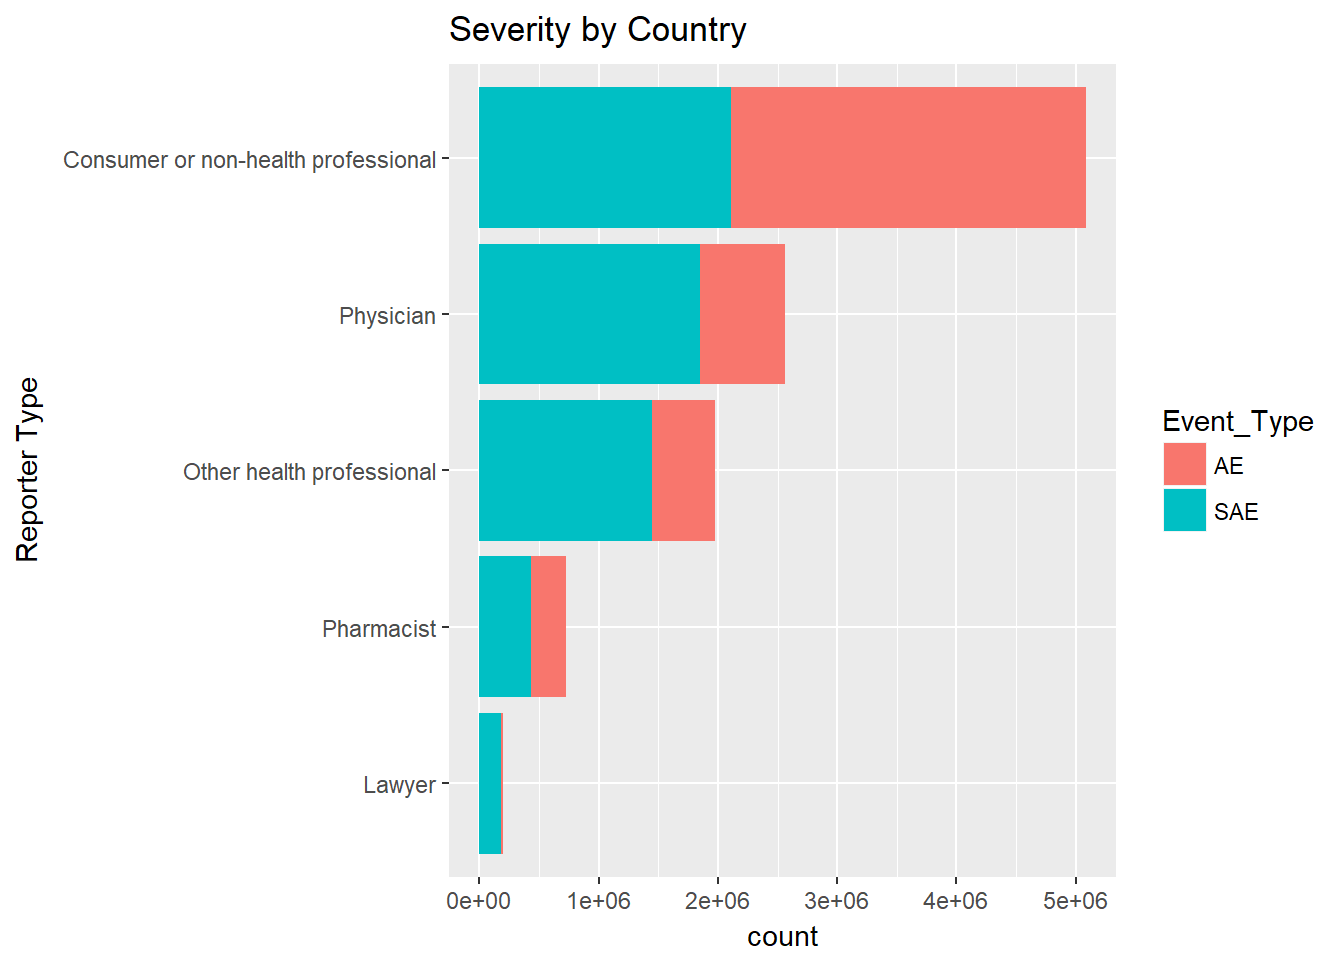 Severity by Country
Consumer or non-health professional
Physician
Other health professional
Pharmacist
Lawyer
Reporter Type
0e+00 1e+06 2e+06 3e+06 4e+06 5e+06
count
Event_Type
AE
SAE